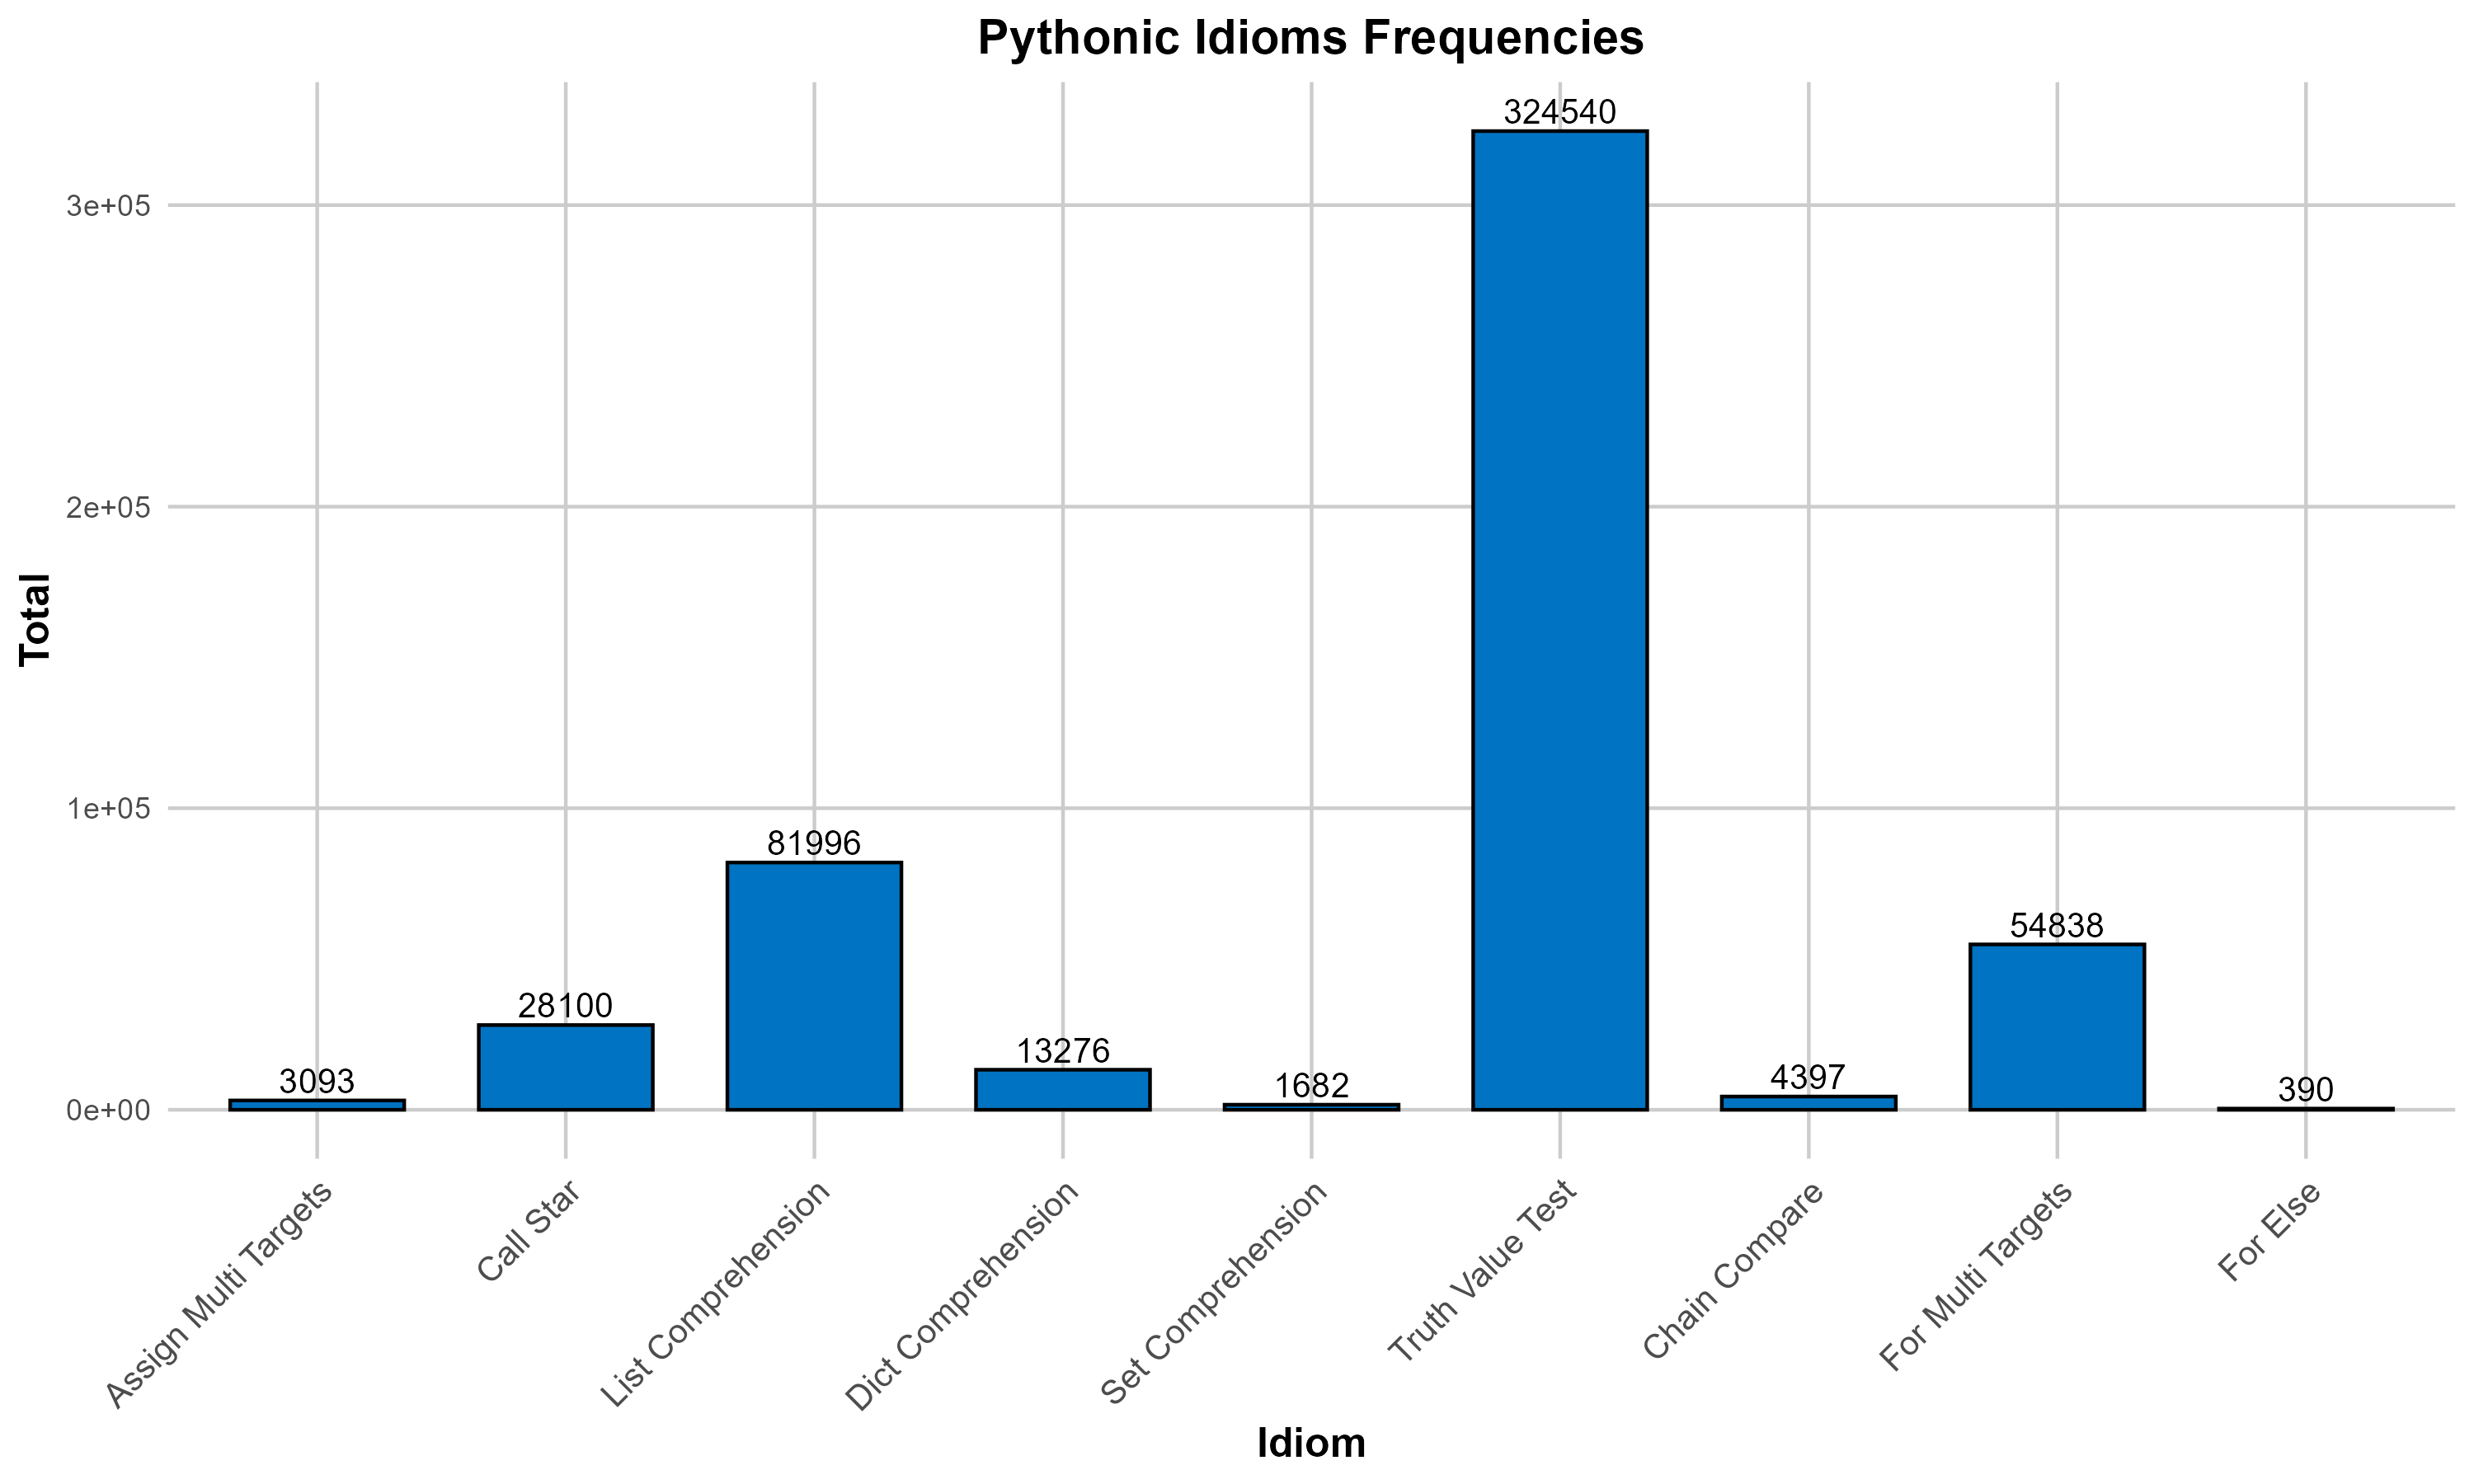 Pythonic Idioms Frequencies
Total
3e+05
2e+05
1e+05
0e+00
3093
28100
81996
13276
1682
324540
4397
54838
390
Assign Multi Targets
Call Star
List Comprehension
Dict Comprehension
Set Comprehension
Truth Value Test
Chain Compare
For Multi Targets
For Else
Idiom